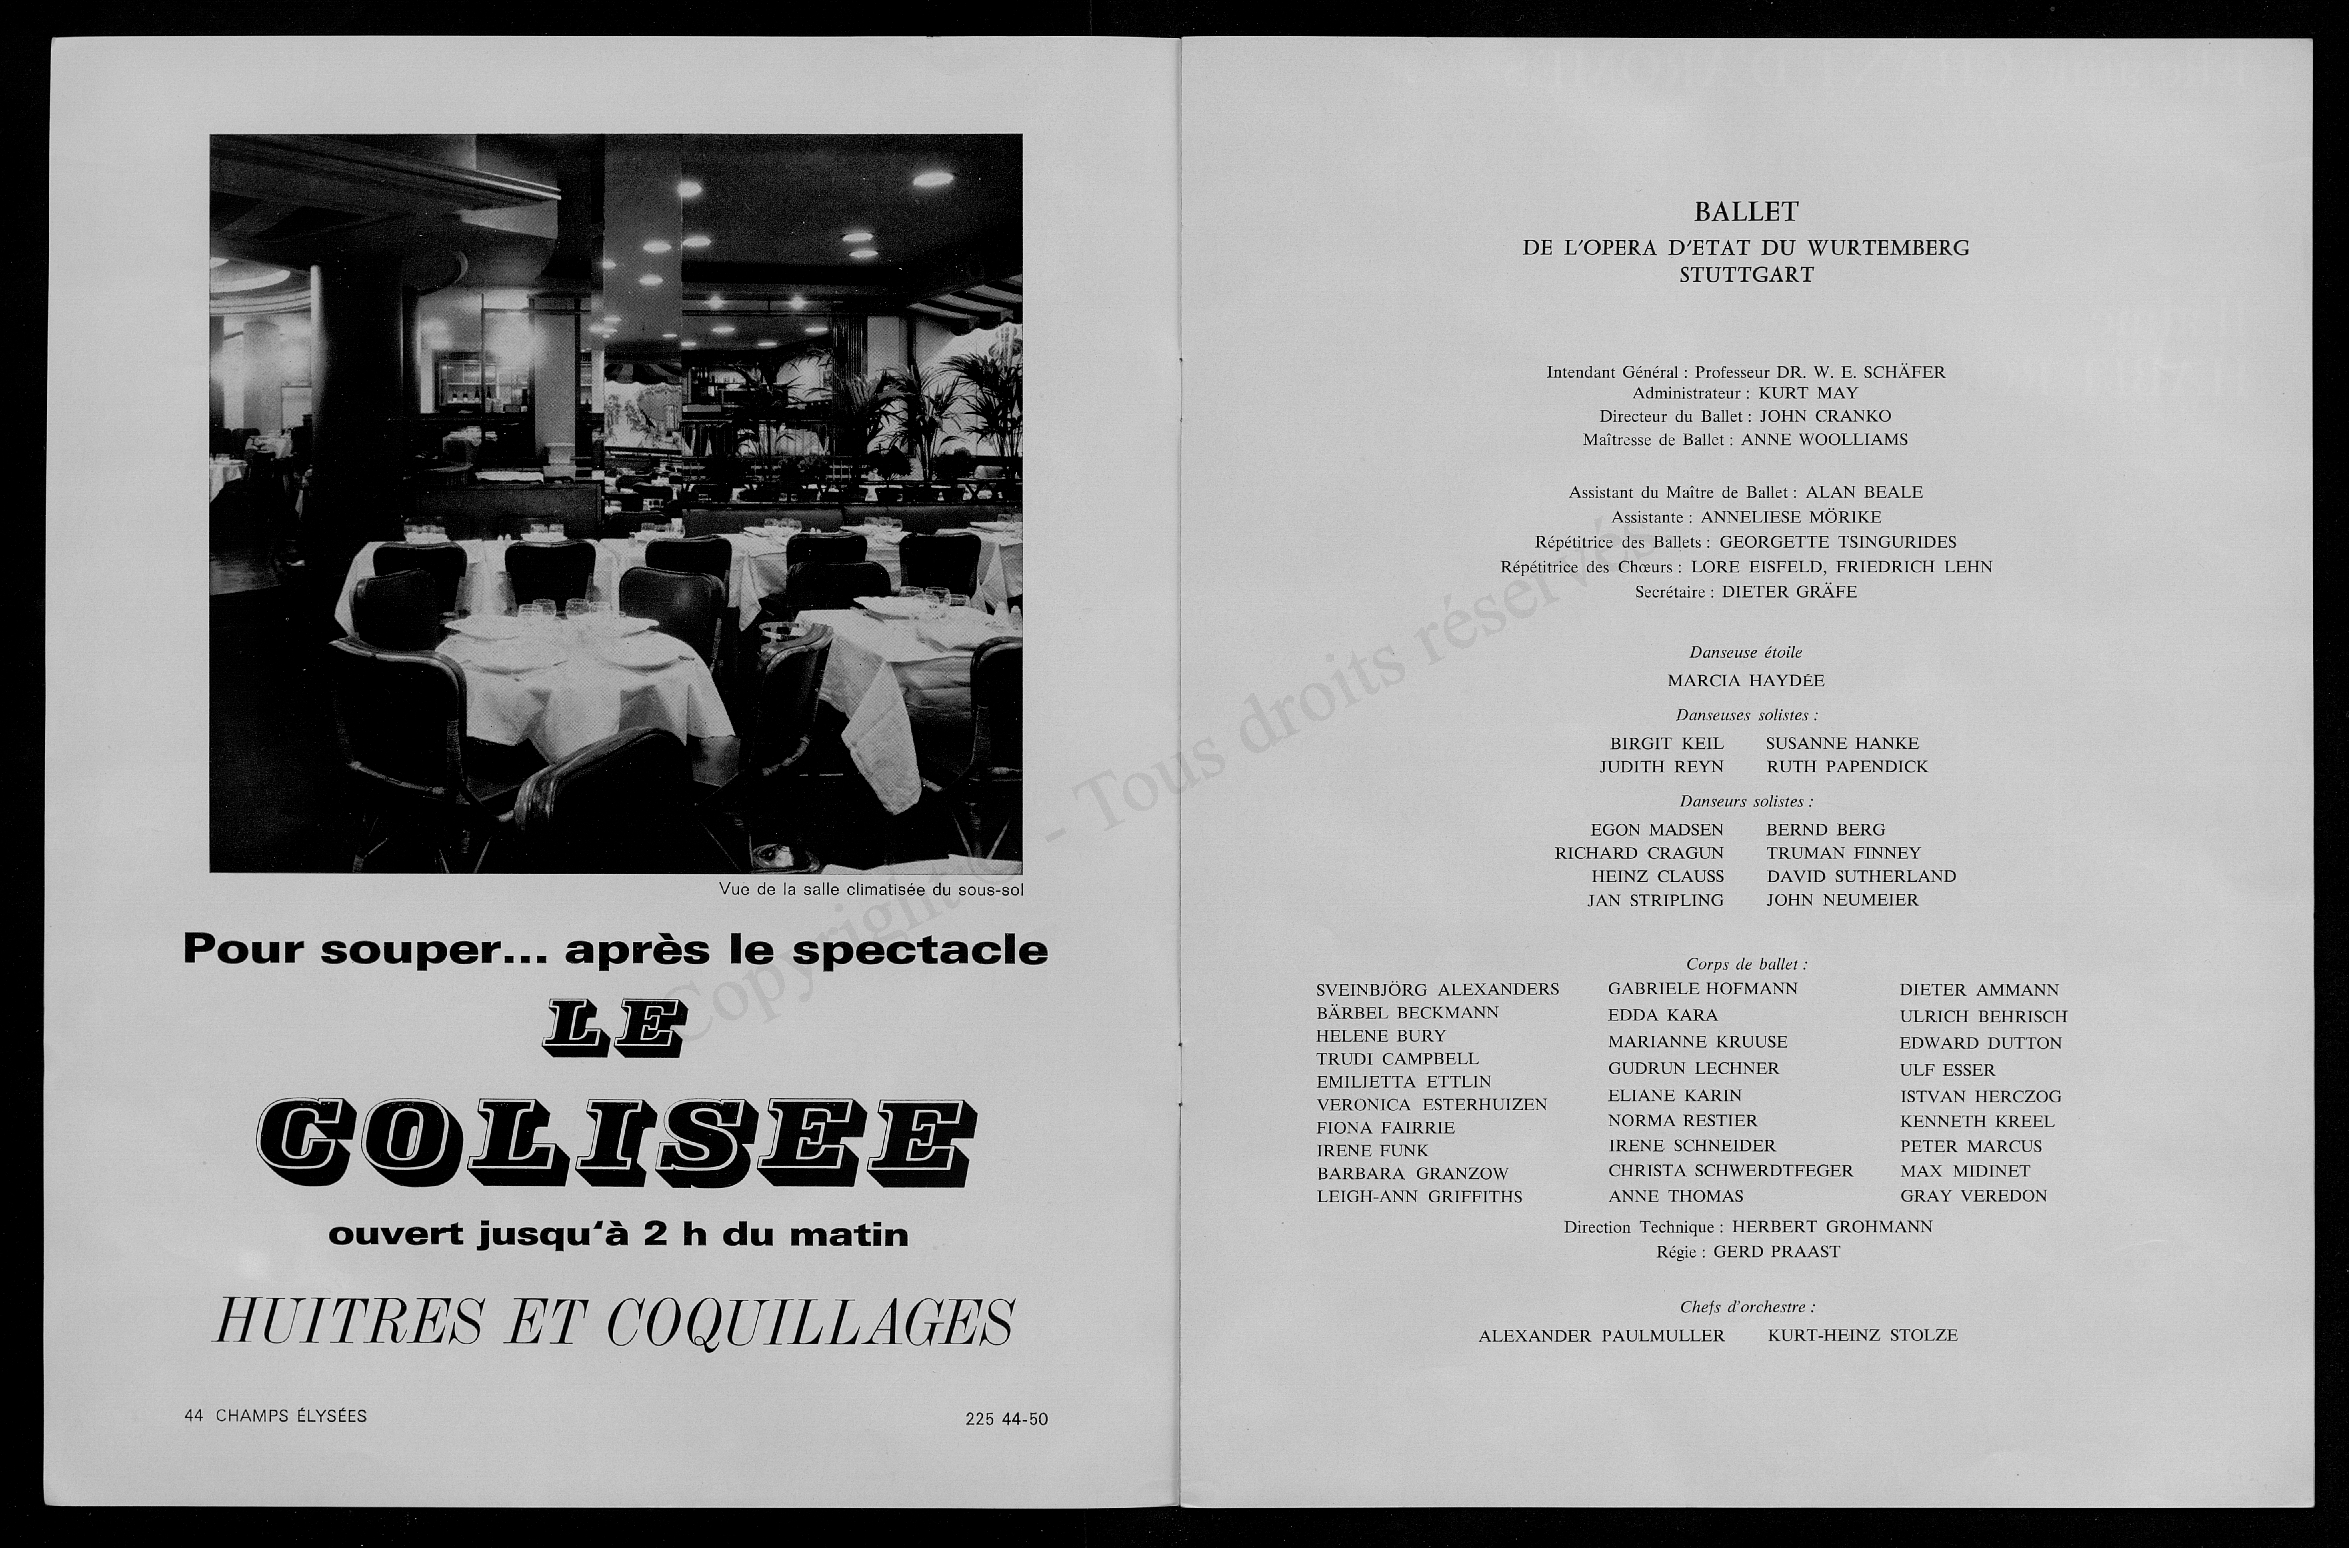 Vue de la salle climatisée du sous-sol
Pour souper... après le spectacle
LE
COLISEE
ouvert jusqu'à 2 h du matin
HUITRES ET COQUILLAGES
44 CHAMPS ÉLYSÉES
225 44-50
BALLET
DE L'OPERA D'ETAT DU WURTEMBERG
STUTTGART
Intendant Général : Professeur DR. W. E. SCHÄFER
Administrateur : KURT MAY
Directeur du Ballet : JOHN CRANKO
Maîtresse de Ballet : ANNE WOOLLIAMS
Assistant du Maître de Ballet : ALAN BEALE
Assistante : ANNELIESE MÖRIKE
Répétitrice des Ballets : GEORGETTE TSINGURIDES
Répétitrice des Chœurs : LORE EISFELD, FRIEDRICH LEHN
Secrétaire : DIETER GRÄFE
Danseuse étoile
MARCIA HAYDÉE
Danseuses solistes :
BIRGIT KEIL SUSANNE HANKE
JUDITH REYN RUTH PAPENDICK
Danseurs solistes :
EGON MADSEN BERND BERG
RICHARD CRAGUN TRUMAN FINNEY
HEINZ CLAUSS DAVID SUTHERLAND
JAN STRIPLING JOHN NEUMEIER
Corps de ballet :
SVEINBJÖRG ALEXANDERS
BÄRBEL BECKMANN
HELENE BURY
TRUDI CAMPBELL
EMILIETTA ETTLIN
VERONICA ESTERHUIZEN
FIONA FAIRRIE
IRENE FUNK
BARBARA GRANZOW
LEIGH-ANN GRIFFITHS
GABRIELE HOFMANN
EDDA KARA
MARIANNE KRUUSE
GUDRUN LECHNER
ELIANE KARIN
NORMA RESTIER
IRENE SCHNEIDER
CHRISTA SCHWERDTFEGER
ANNE THOMAS
DIETER AMMANN
ULRICH BEHRISCH
EDWARD DUTTON
ULF ESSER
ISTVAN HERCZOG
KENNETH KREEL
PETER MARCUS
MAX MIDINET
GRAY VEREDON
Direction Technique : HERBERT GROHMANN
Régie : GERD PRAAST
Chefs d'orchestre :
ALEXANDER PAULMULLER KURT-HEINZ STOLZE
Copyright © - Tous droits réservés